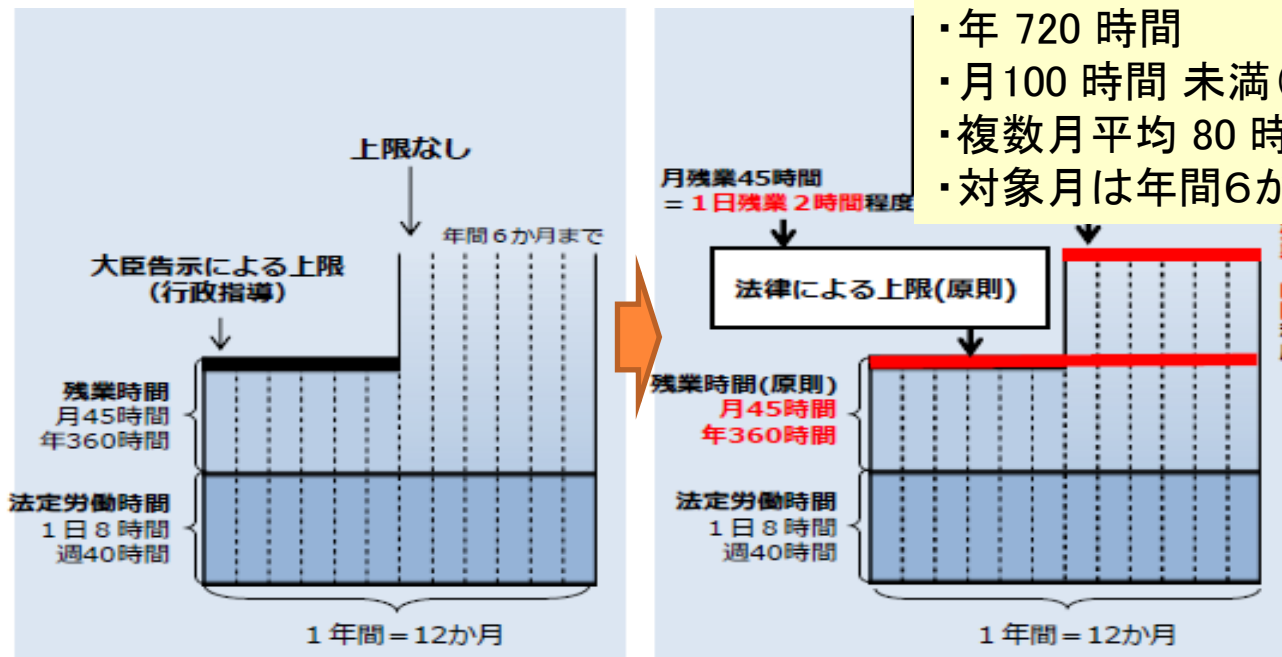 上限なし
年間6か月まで
大臣告示による上限
(行政指導)
残業時間
月45時間
年360時間
法定労働時間
1日8時間
週40時間
1年間=12か月
・年 720 時間
・月100 時間 未満(
・複数月平均 80 時
・対象月は年間6か
月残業45時間
=1日残業2時間程度
法律による上限(原則)
残業時間(原則)
月45時間
年360時間
法定労働時間
1日8時間
週40時間
1年間=12か月